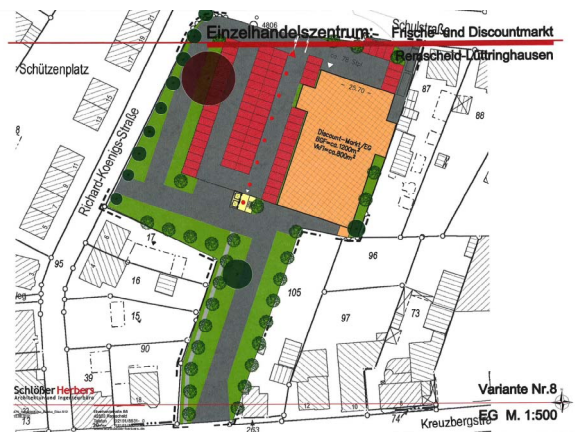 Einzelhandelszentrum:- Frische- und Discountmarkt
Remscheid-Lüttringhausen
4806
Schulstraße
Schützenplatz
Richard-Koenigs-Straße
25.70
Discount-Markt/EG
BGF=ca.1200m²
VkFl=ca.800m²
87
88
95
17
16
15
90
39
13
105
96
97
73
74
263
Kreuzbergstr
Schlößer Herbers
Architekten und Ingenieurbüro
Variante Nr.8
EG M. 1:500